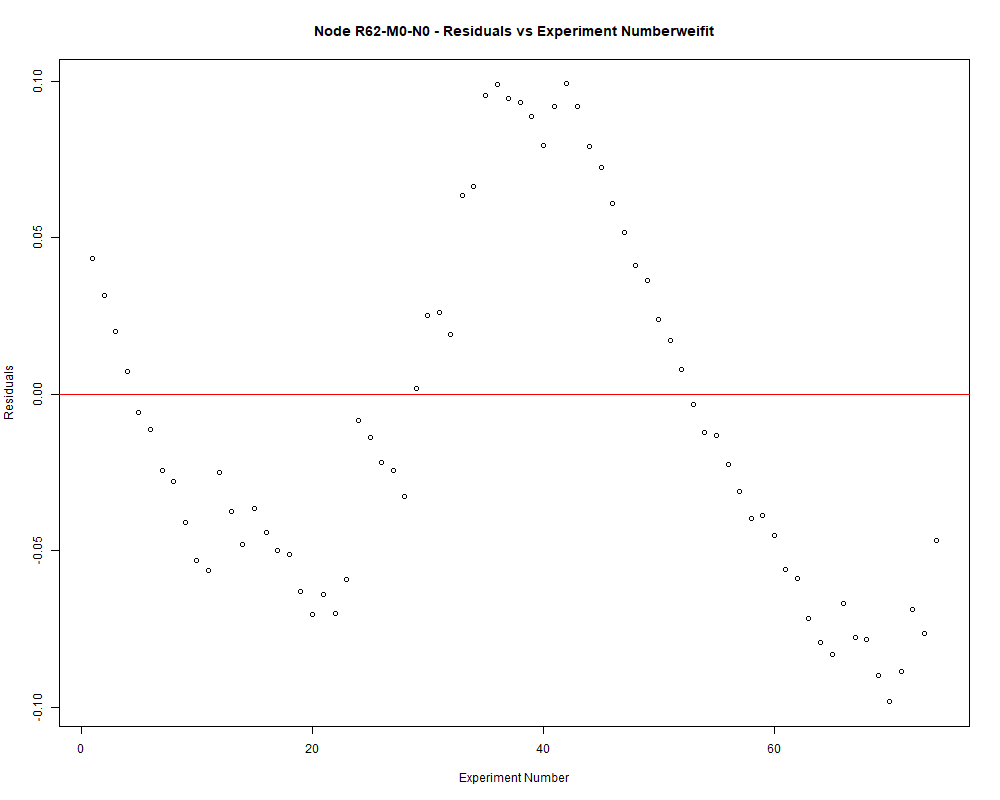 Node R62-M0-N0 - Residuals vs Experiment Numberweifit
0.10
0.05
0.00
-0.05
-0.10
Residuals
0 20 40 60
Experiment Number